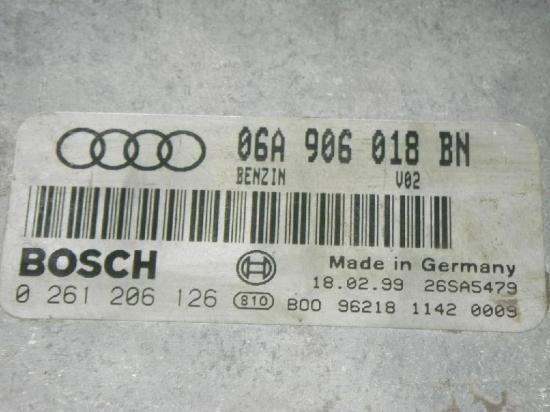 06A 906 018 BN
BENZIN V02
BOSCH Made in Germany
18.02.99 26SA5479
0 261 206 126 810 B00 96218 1142 0009